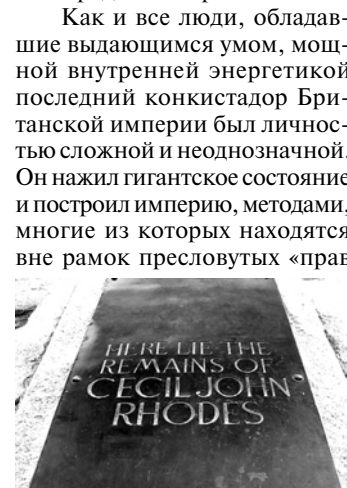 Как и все люди, обладав-
шие выдающимся умом, мощ-
ной внутренней энергетикой
последний конкистадор Бри-
танской империи был личнос-
тью сложной и неоднозначной.
Он нажил гигантское состояние
и построил империю, методами,
многие из которых находятся
вне рамок пресловутых «прав
HERE LIE THE
REMAINS OF
CECIL JOHN
RHODES